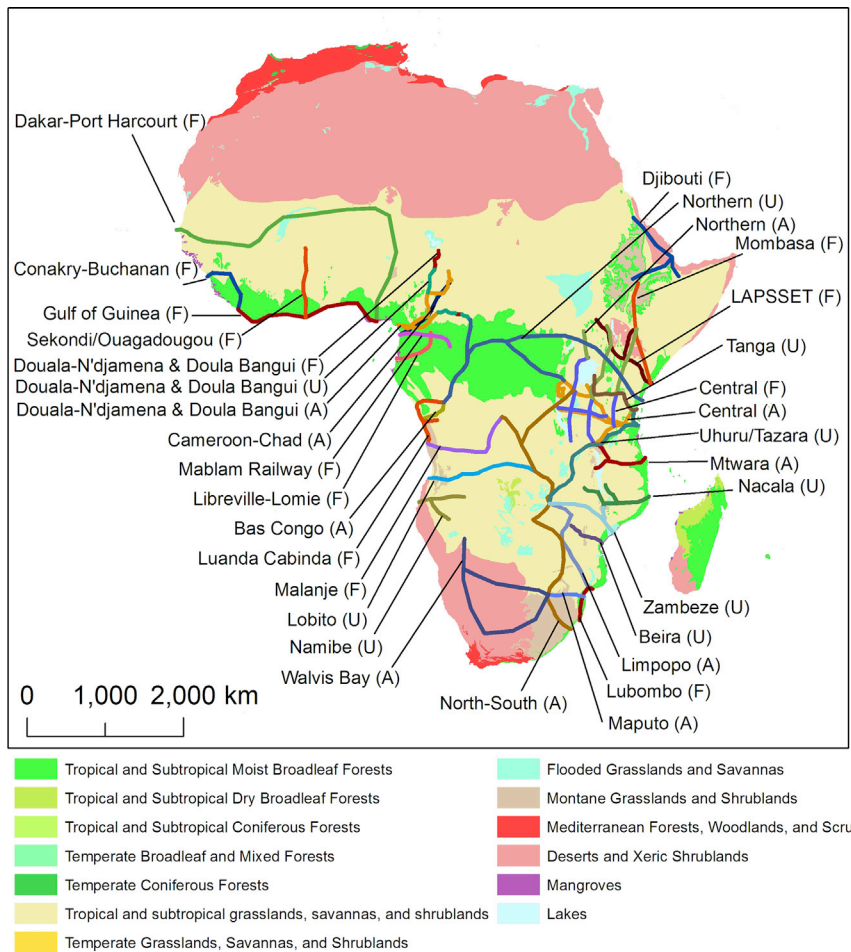 Dakar-Port Harcourt (F)
Conakry-Buchanan (F)
Gulf of Guinea (F)
Sekondi/Ouagadougou (F)
Douala-N'djamena & Doula Bangui (F)
Douala-N'djamena & Doula Bangui (U)
Douala-N'djamena & Doula Bangui (A)
Cameroon-Chad (A)
Mablam Railway (F)
Libreville-Lomie (F)
Bas Congo (A)
Luanda Cabinda (F)
Malanje (F)
Lobito (U)
Namibe (U)
Walvis Bay (A)
Djibouti (F)
Northern (U)
Northern (A)
Mombasa (F)
LAPSSET (F)
Tanga (U)
Central (F)
Central (A)
Uhuru/Tazara (U)
Mtwara (A)
Nacala (U)
Zambeze (U)
Beira (U)
Limpopo (A)
Lubombo (F)
Maputo (A)
North-South (A)
0 1,000 2,000 km
Tropical and Subtropical Moist Broadleaf Forests
Tropical and Subtropical Dry Broadleaf Forests
Tropical and Subtropical Coniferous Forests
Temperate Broadleaf and Mixed Forests
Temperate Coniferous Forests
Tropical and subtropical grasslands, savannas, and shrublands
Temperate Grasslands, Savannas, and Shrublands
Flooded Grasslands and Savannas
Montane Grasslands and Shrublands
Mediterranean Forests, Woodlands, and Scru
Deserts and Xeric Shrublands
Mangroves
Lakes